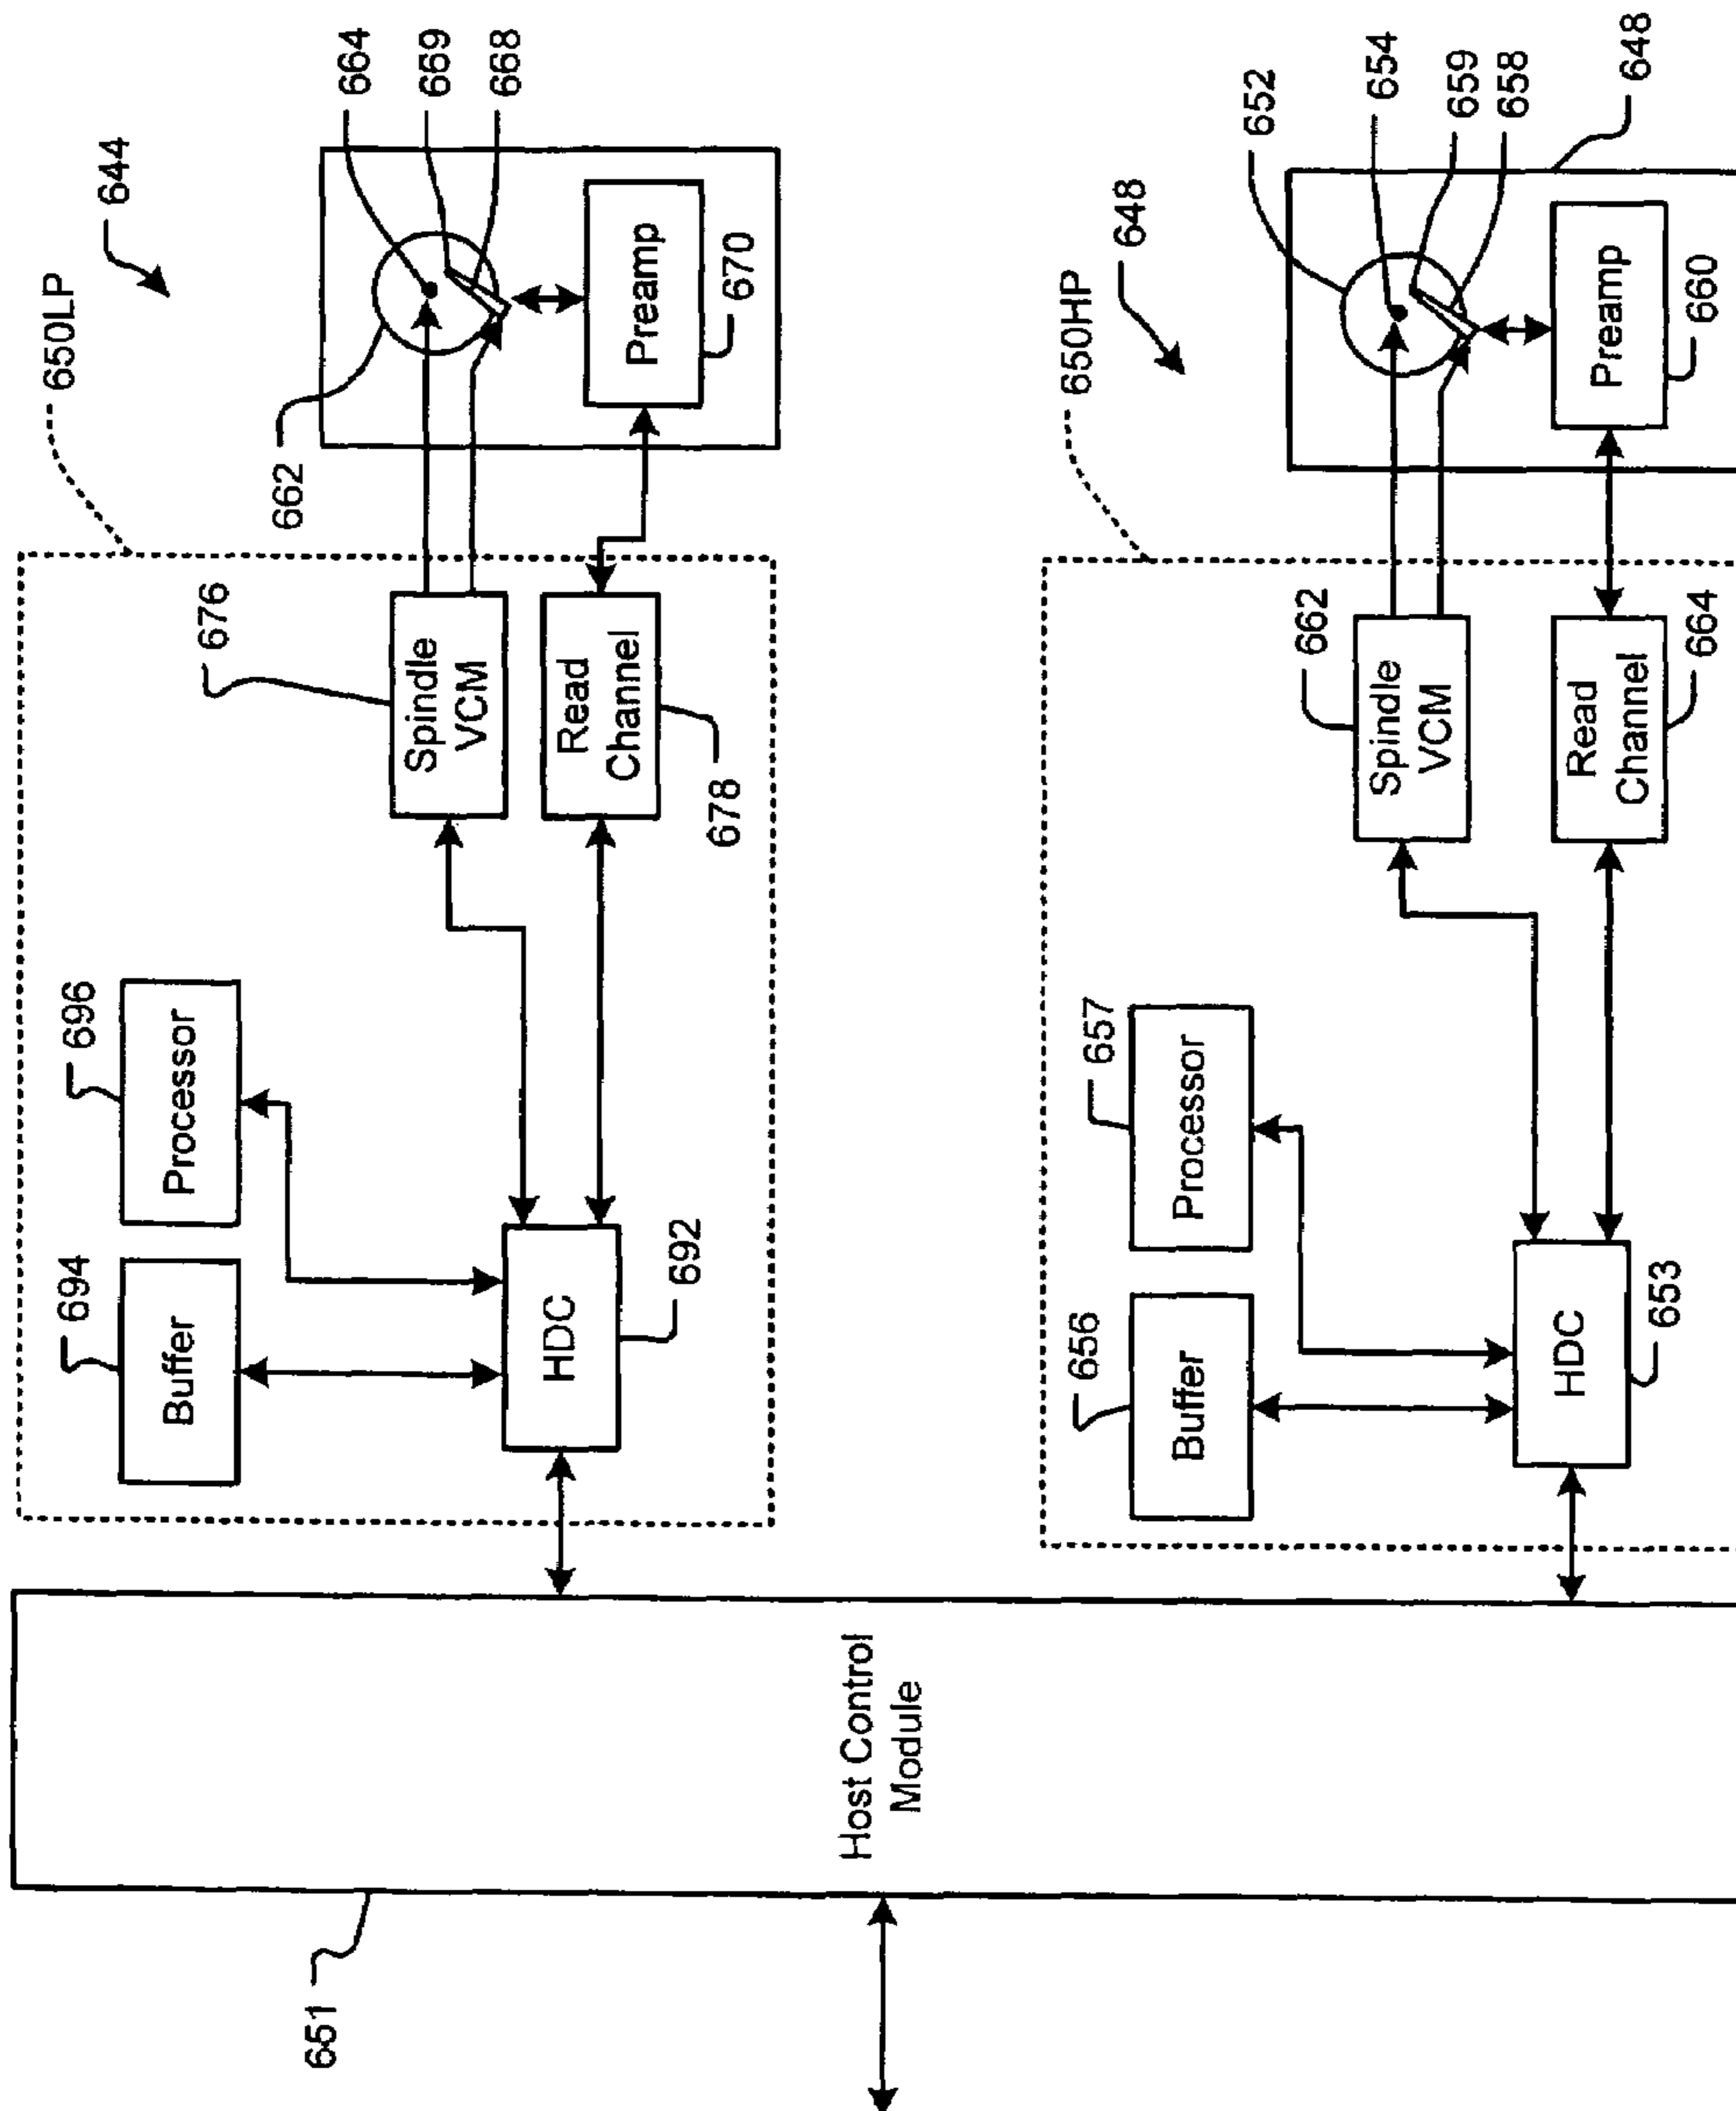 644
650LP
664
669
668
662
676
Spindle
VCM
Read
Channel
678
Preamp
670
696
Processor
694
Buffer
HDC
692
651
Host Control
Module
650HP
648
652
654
659
658
648
662
Spindle
VCM
Read
Channel
664
Preamp
660
657
Processor
656
Buffer
HDC
653